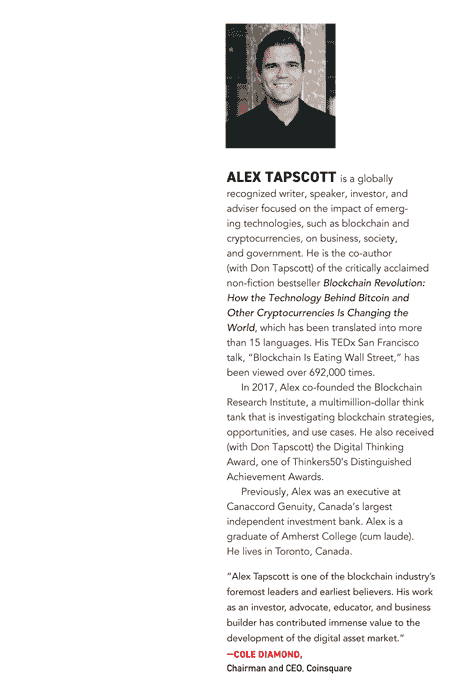 ALEX TAPSCOTT is a globally
recognized writer, speaker, investor, and
adviser focused on the impact of emerg-
ing technologies, such as blockchain and
cryptocurrencies, on business, society,
and government. He is the co-author
(with Don Tapscott) of the critically acclaimed
non-fiction bestseller Blockchain Revolution:
How the Technology Behind Bitcoin and
Other Cryptocurrencies Is Changing the
World, which has been translated into more
than 15 languages. His TEDx San Francisco
talk, “Blockchain Is Eating Wall Street,” has
been viewed over 692,000 times.
In 2017, Alex co-founded the Blockchain
Research Institute, a multimillion-dollar think
tank that is investigating blockchain strategies,
opportunities, and use cases. He also received
(with Don Tapscott) the Digital Thinking
Award, one of Thinkers50’s Distinguished
Achievement Awards.
Previously, Alex was an executive at
Canaccord Genuity, Canada’s largest
independent investment bank. Alex is a
graduate of Amherst College (cum laude).
He lives in Toronto, Canada.
“Alex Tapscott is one of the blockchain industry’s
foremost leaders and earliest believers. His work
as an investor, advocate, educator, and business
builder has contributed immense value to the
development of the digital asset market.”
—COLE DIAMOND,
Chairman and CEO, Coinsquare